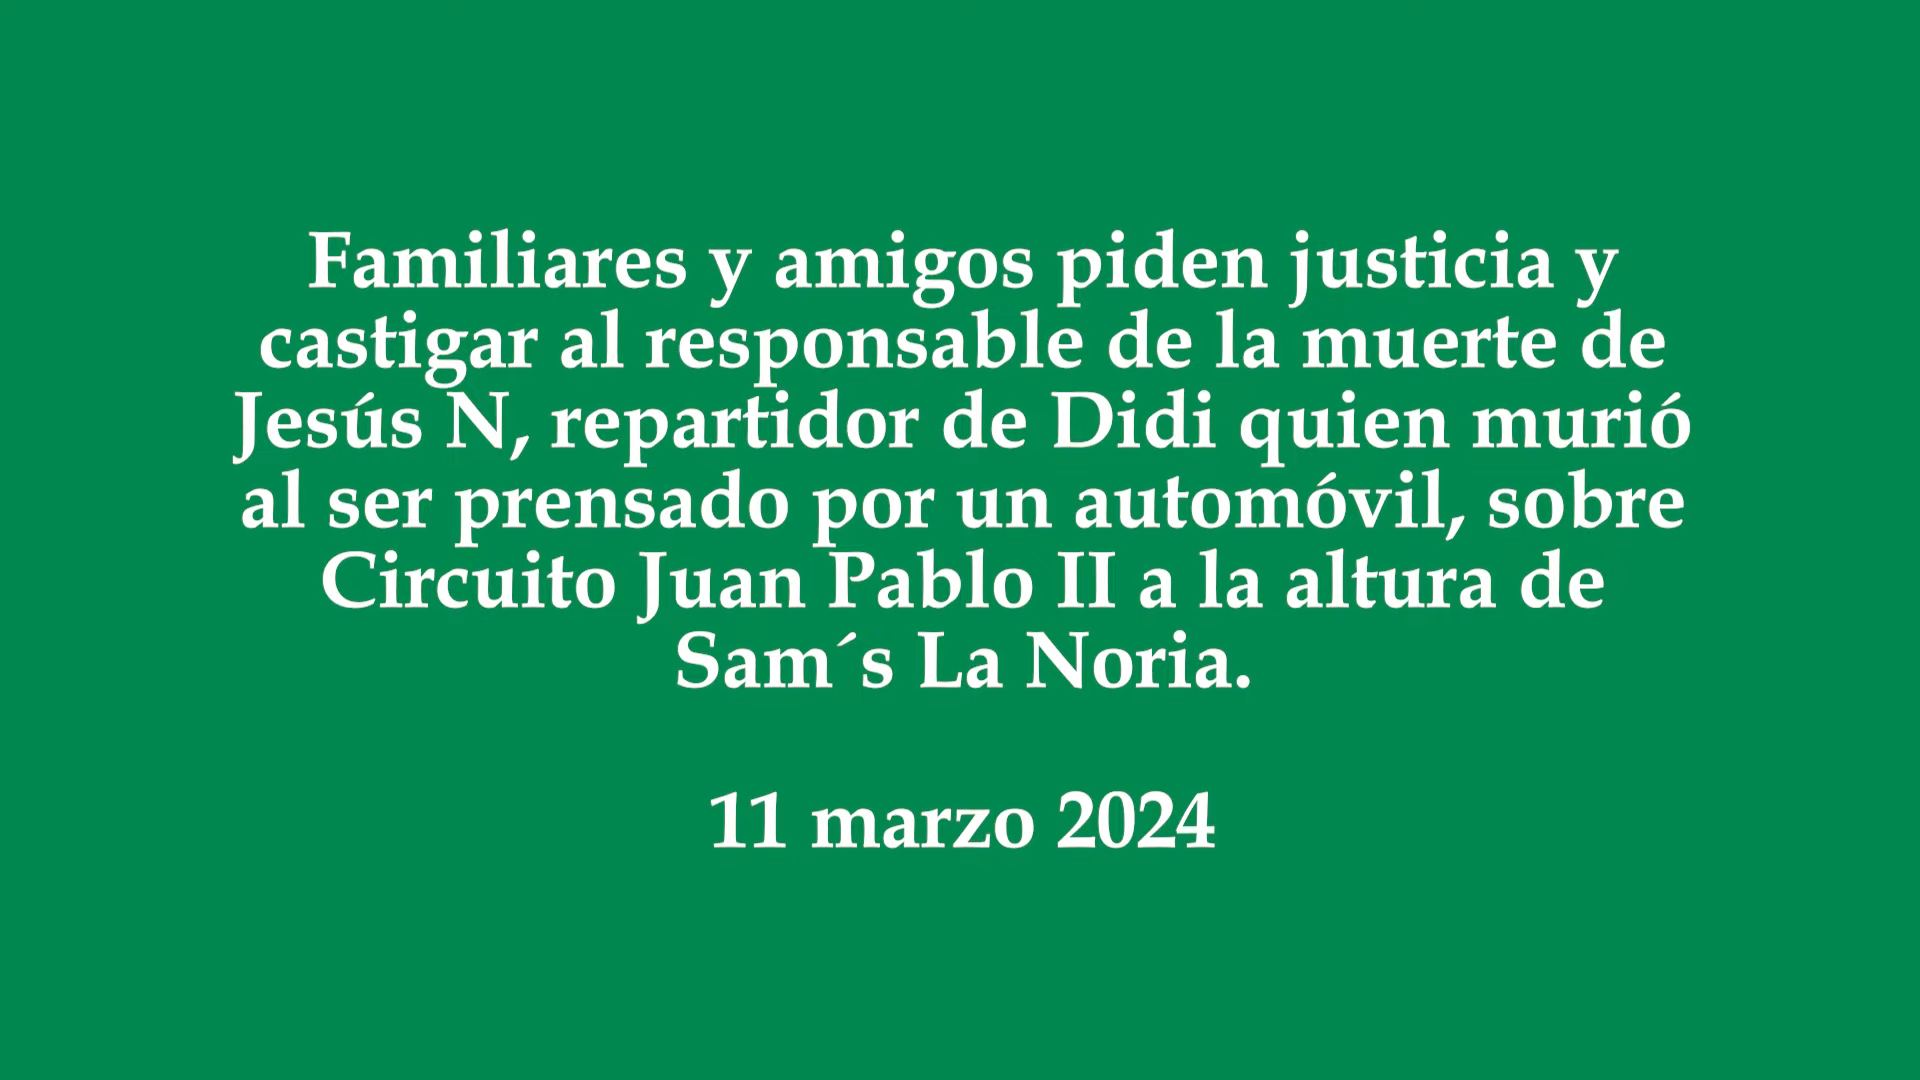 Familiares y amigos piden justicia y
castigar al responsable de la muerte de
Jesús N, repartidor de Didi quien murió
al ser prensado por un automóvil, sobre
Circuito Juan Pablo II a la altura de
Sam´s La Noria.
11 marzo 2024